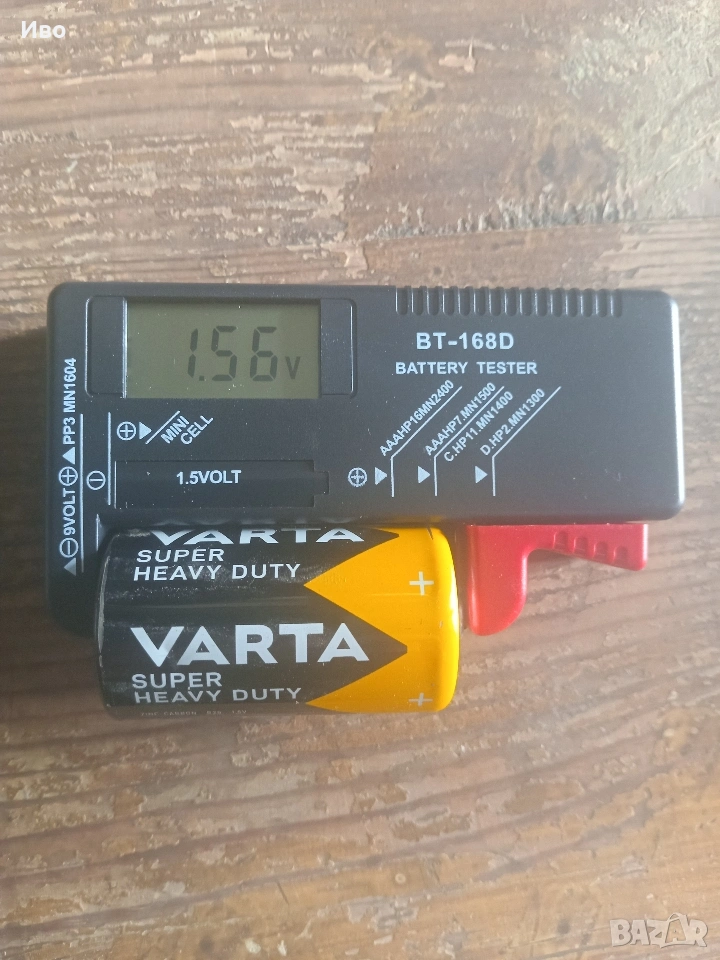 Иво
1.56 V
BT-168D
BATTERY TESTER
9VOLT PP3 MN1604
MINI
CELL
1.5VOLT
AAAHP16MN2400
AAAHP7.MN1500
C.HP11.MN1400
D.HP2.MN1300
VARTA
SUPER
HEAVY DUTY
VARTA
SUPER
HEAVY DUTY
BAZAR